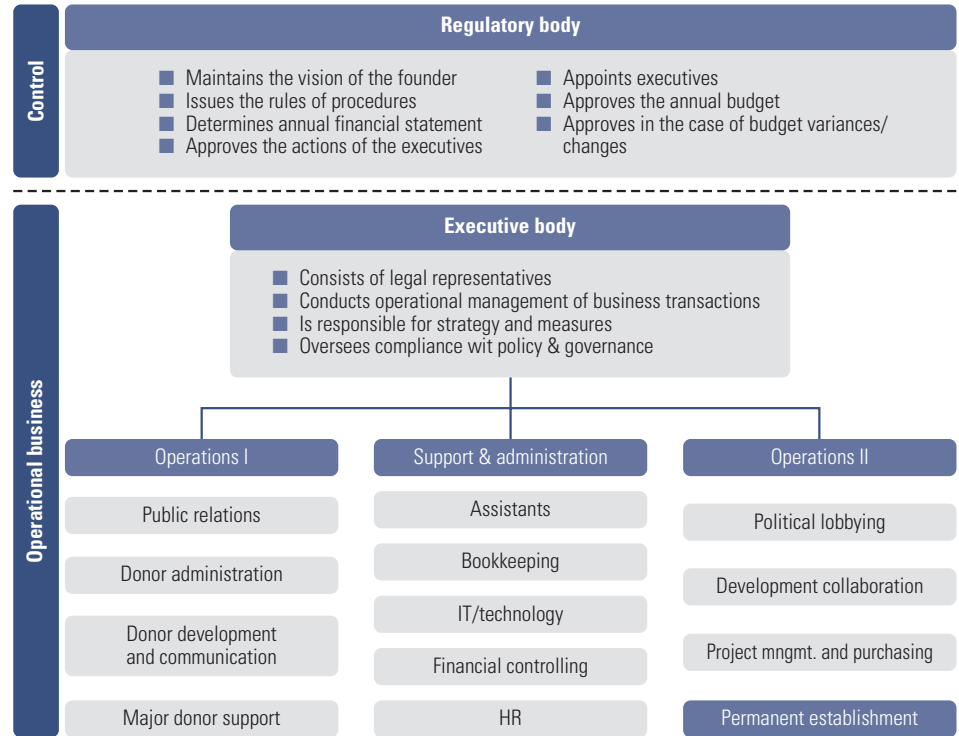 Control
Regulatory body
Maintains the vision of the founder
Issues the rules of procedures
Determines annual financial statement
Approves the actions of the executives
Appoints executives
Approves the annual budget
Approves in the case of budget variances/
changes
Operational business
Executive body
Consists of legal representatives
Conducts operational management of business transactions
Is responsible for strategy and measures
Oversees compliance wit policy & governance
Operations I
Public relations
Donor administration
Donor development
and communication
Major donor support
Support & administration
Assistants
Bookkeeping
IT/technology
Financial controlling
HR
Operations II
Political lobbying
Development collaboration
Project mngmt. and purchasing
Permanent establishment